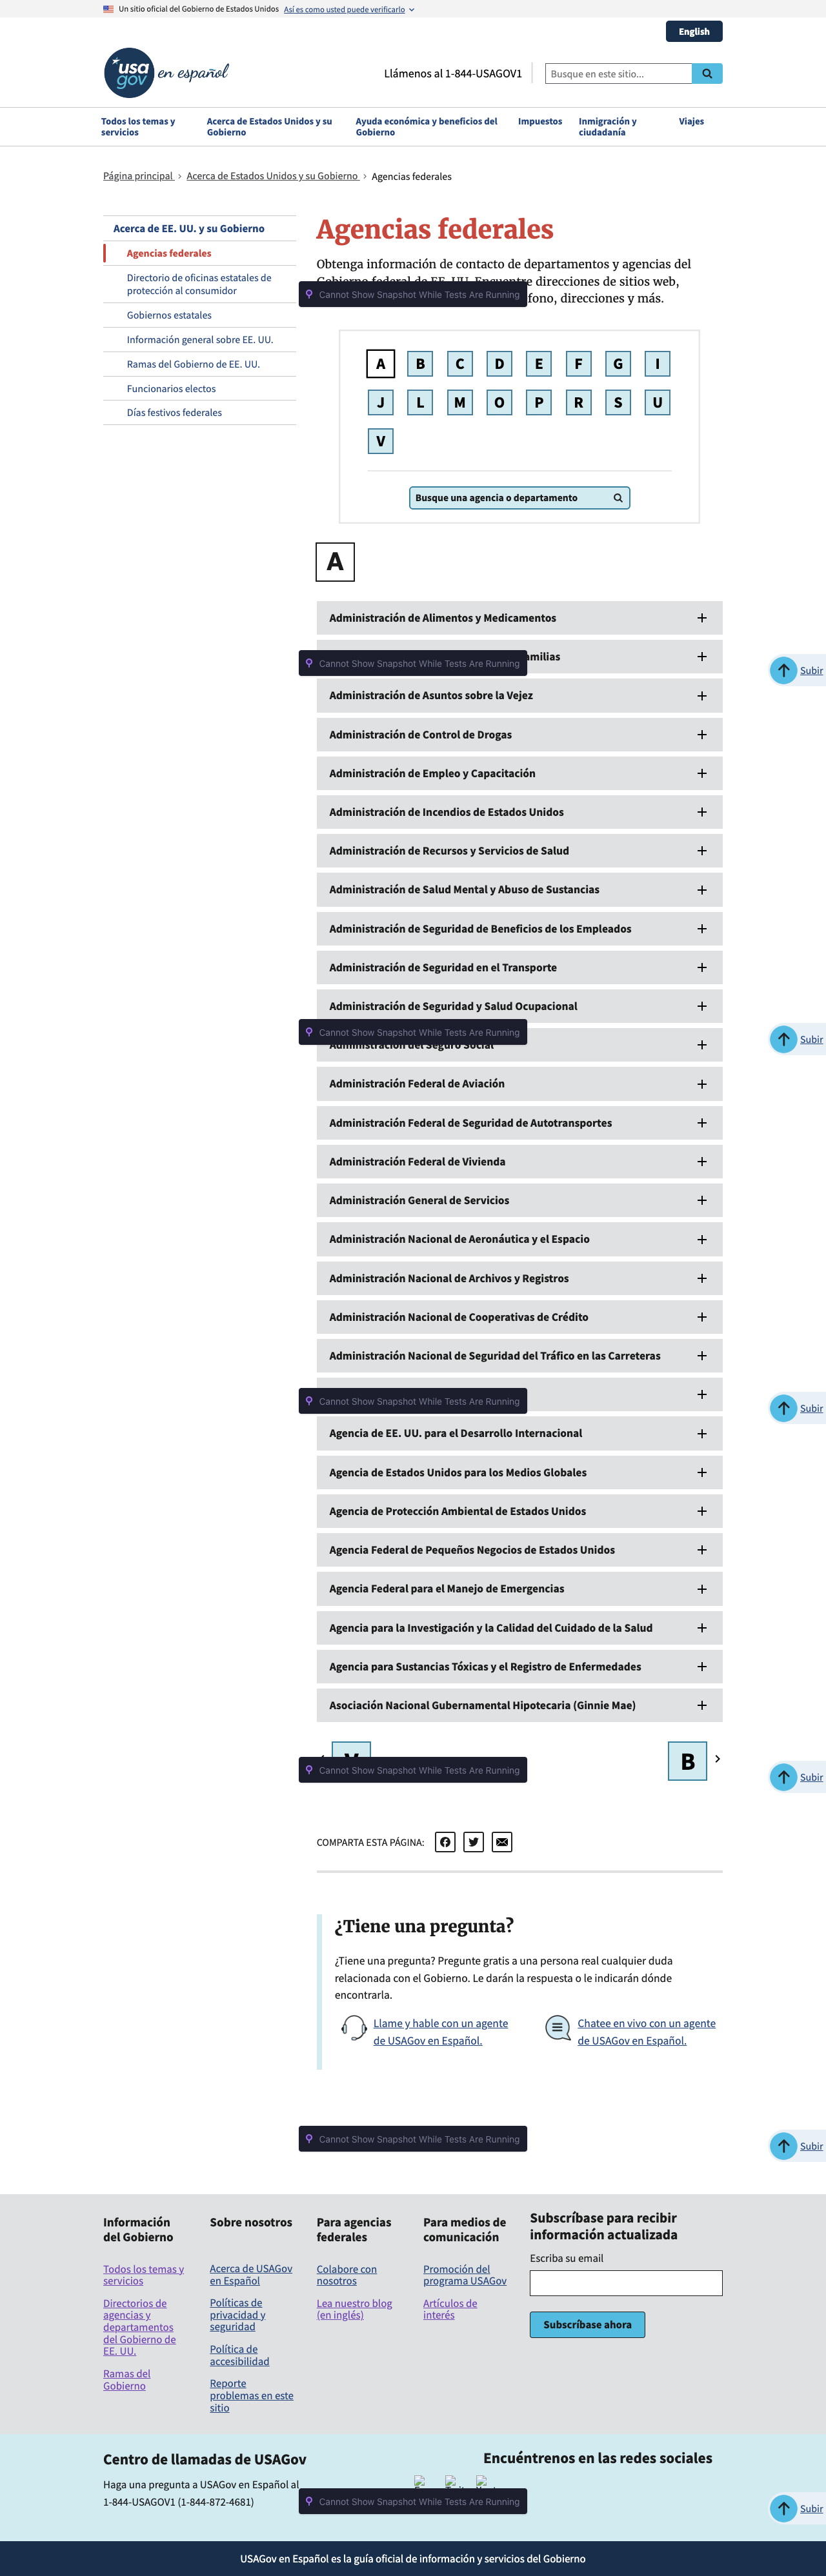 Un sitio oficial del Gobierno de Estados Unidos Así es como usted puede verificarlo
English
usa gov en español
Llámenos al 1-844-USAGOV1
Busque en este sitio...
Todos los temas y servicios
Acerca de Estados Unidos y su Gobierno
Ayuda económica y beneficios del Gobierno
Impuestos
Inmigración y ciudadanía
Viajes
Página principal > Acerca de Estados Unidos y su Gobierno > Agencias federales
Acerca de EE. UU. y su Gobierno
Agencias federales
Directorio de oficinas estatales de
protección al consumidor
Gobiernos estatales
Información general sobre EE. UU.
Ramas del Gobierno de EE. UU.
Funcionarios electos
Días festivos federales
Agencias federales
Obtenga información de contacto de departamentos y agencias del
direcciones de sitios web,
Cannot Show Snapshot While Tests Are Running
direcciones y más.
A B C D E F G I
J L M O P R S U
V
Busque una agencia o departamento
A
Administración de Alimentos y Medicamentos
Cannot Show Snapshot While Tests Are Running
Subir
Administración de Asuntos sobre la Vejez
Administración de Control de Drogas
Administración de Empleo y Capacitación
Administración de Incendios de Estados Unidos
Administración de Recursos y Servicios de Salud
Administración de Salud Mental y Abuso de Sustancias
Administración de Seguridad de Beneficios de los Empleados
Administración de Seguridad en el Transporte
Administración de Seguridad y Salud Ocupacional
Cannot Show Snapshot While Tests Are Running
Subir
Administración del Seguro Social
Administración Federal de Aviación
Administración Federal de Seguridad de Autotransportes
Administración Federal de Vivienda
Administración General de Servicios
Administración Nacional de Aeronáutica y el Espacio
Administración Nacional de Archivos y Registros
Administración Nacional de Cooperativas de Crédito
Administración Nacional de Seguridad del Tráfico en las Carreteras
Cannot Show Snapshot While Tests Are Running
Subir
Agencia de EE. UU. para el Desarrollo Internacional
Agencia de Estados Unidos para los Medios Globales
Agencia de Protección Ambiental de Estados Unidos
Agencia Federal de Pequeños Negocios de Estados Unidos
Agencia Federal para el Manejo de Emergencias
Agencia para la Investigación y la Calidad del Cuidado de la Salud
Agencia para Sustancias Tóxicas y el Registro de Enfermedades
Asociación Nacional Gubernamental Hipotecaria (Ginnie Mae)
B
Cannot Show Snapshot While Tests Are Running
Subir
COMPARTA ESTA PÁGINA:
¿Tiene una pregunta?
¿Tiene una pregunta? Pregunte gratis a una persona real cualquier duda
relacionada con el Gobierno. Le darán la respuesta o le indicarán dónde
encontrarla.
Llame y hable con un agente
de USAGov en Español.
Chatee en vivo con un agente
de USAGov en Español.
Cannot Show Snapshot While Tests Are Running
Subir
Información
del Gobierno
Todos los temas y
servicios
Directorios de
agencias y
departamentos
del Gobierno de
EE. UU.
Ramas del
Gobierno
Sobre nosotros
Acerca de USAGov
en Español
Políticas de
privacidad y
seguridad
Política de
accesibilidad
Reporte
problemas en este
sitio
Para agencias
federales
Colabore con
nosotros
Lea nuestro blog
(en inglés)
Para medios de
comunicación
Promoción del
programa USAGov
Artículos de
interés
Subscríbase para recibir
información actualizada
Escriba su email
Subscríbase ahora
Centro de llamadas de USAGov
Haga una pregunta a USAGov en Español al
1-844-USAGOV1 (1-844-872-4681)
Encuéntrenos en las redes sociales
Cannot Show Snapshot While Tests Are Running
Subir
USAGov en Español es la guía oficial de información y servicios del Gobierno